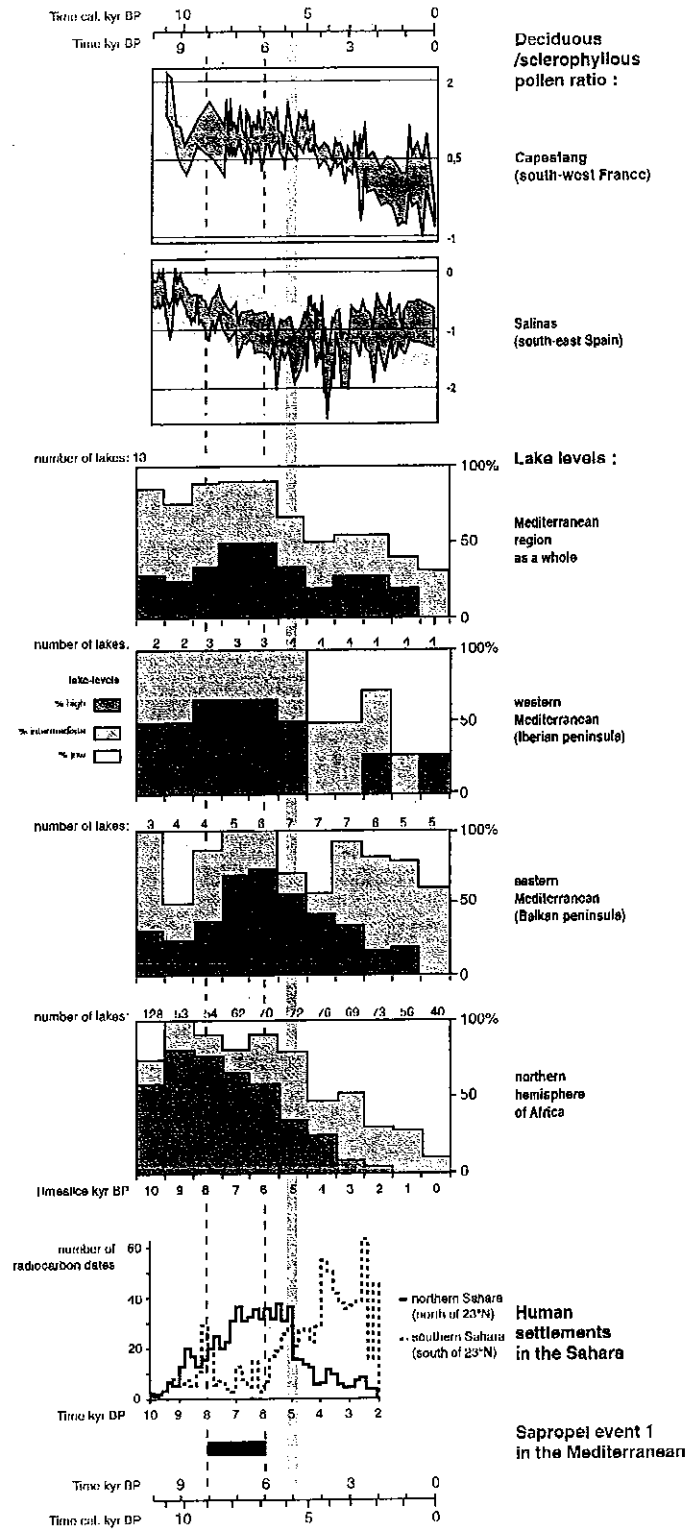 Time cal. kyr BP 10 5 0
Time kyr BP 9 6 3 0
Deciduous
/sclerophyllous
pollen ratio :
2
0,5
-1
Capestang
(south-west France)
0
-1
-2
Salinas
(south-east Spain)
number of lakes: 13
Lake levels :
100%
50
0
Mediterranean
region
as a whole
number of lakes. 2 2 3 3 3 4 4 4 4 4 4
lake-levels
% high
% intermediate
% low
100%
50
0
western
Mediterranean
(Iberian peninsula)
number of lakes: 3 4 4 5 6 7 7 7 6 5 5
100%
50
0
eastern
Mediterranean
(Balkan peninsula)
number of lakes: 128 53 54 62 70 72 76 69 73 56 40
100%
50
0
northern
hemisphere
of Africa
Timeslice kyr BP 10 9 8 7 6 5 4 3 2 1 0
number of
radiocarbon dates
60
40
20
0
northern Sahara
(north of 23°N)
southern Sahara
(south of 23°N)
Human
settlements
in the Sahara
Time kyr BP 10 9 8 7 6 5 4 3 2
Sapropel event 1
in the Mediterranean
Time kyr BP 9 6 3 0
Time cal. kyr BP 10 5 0